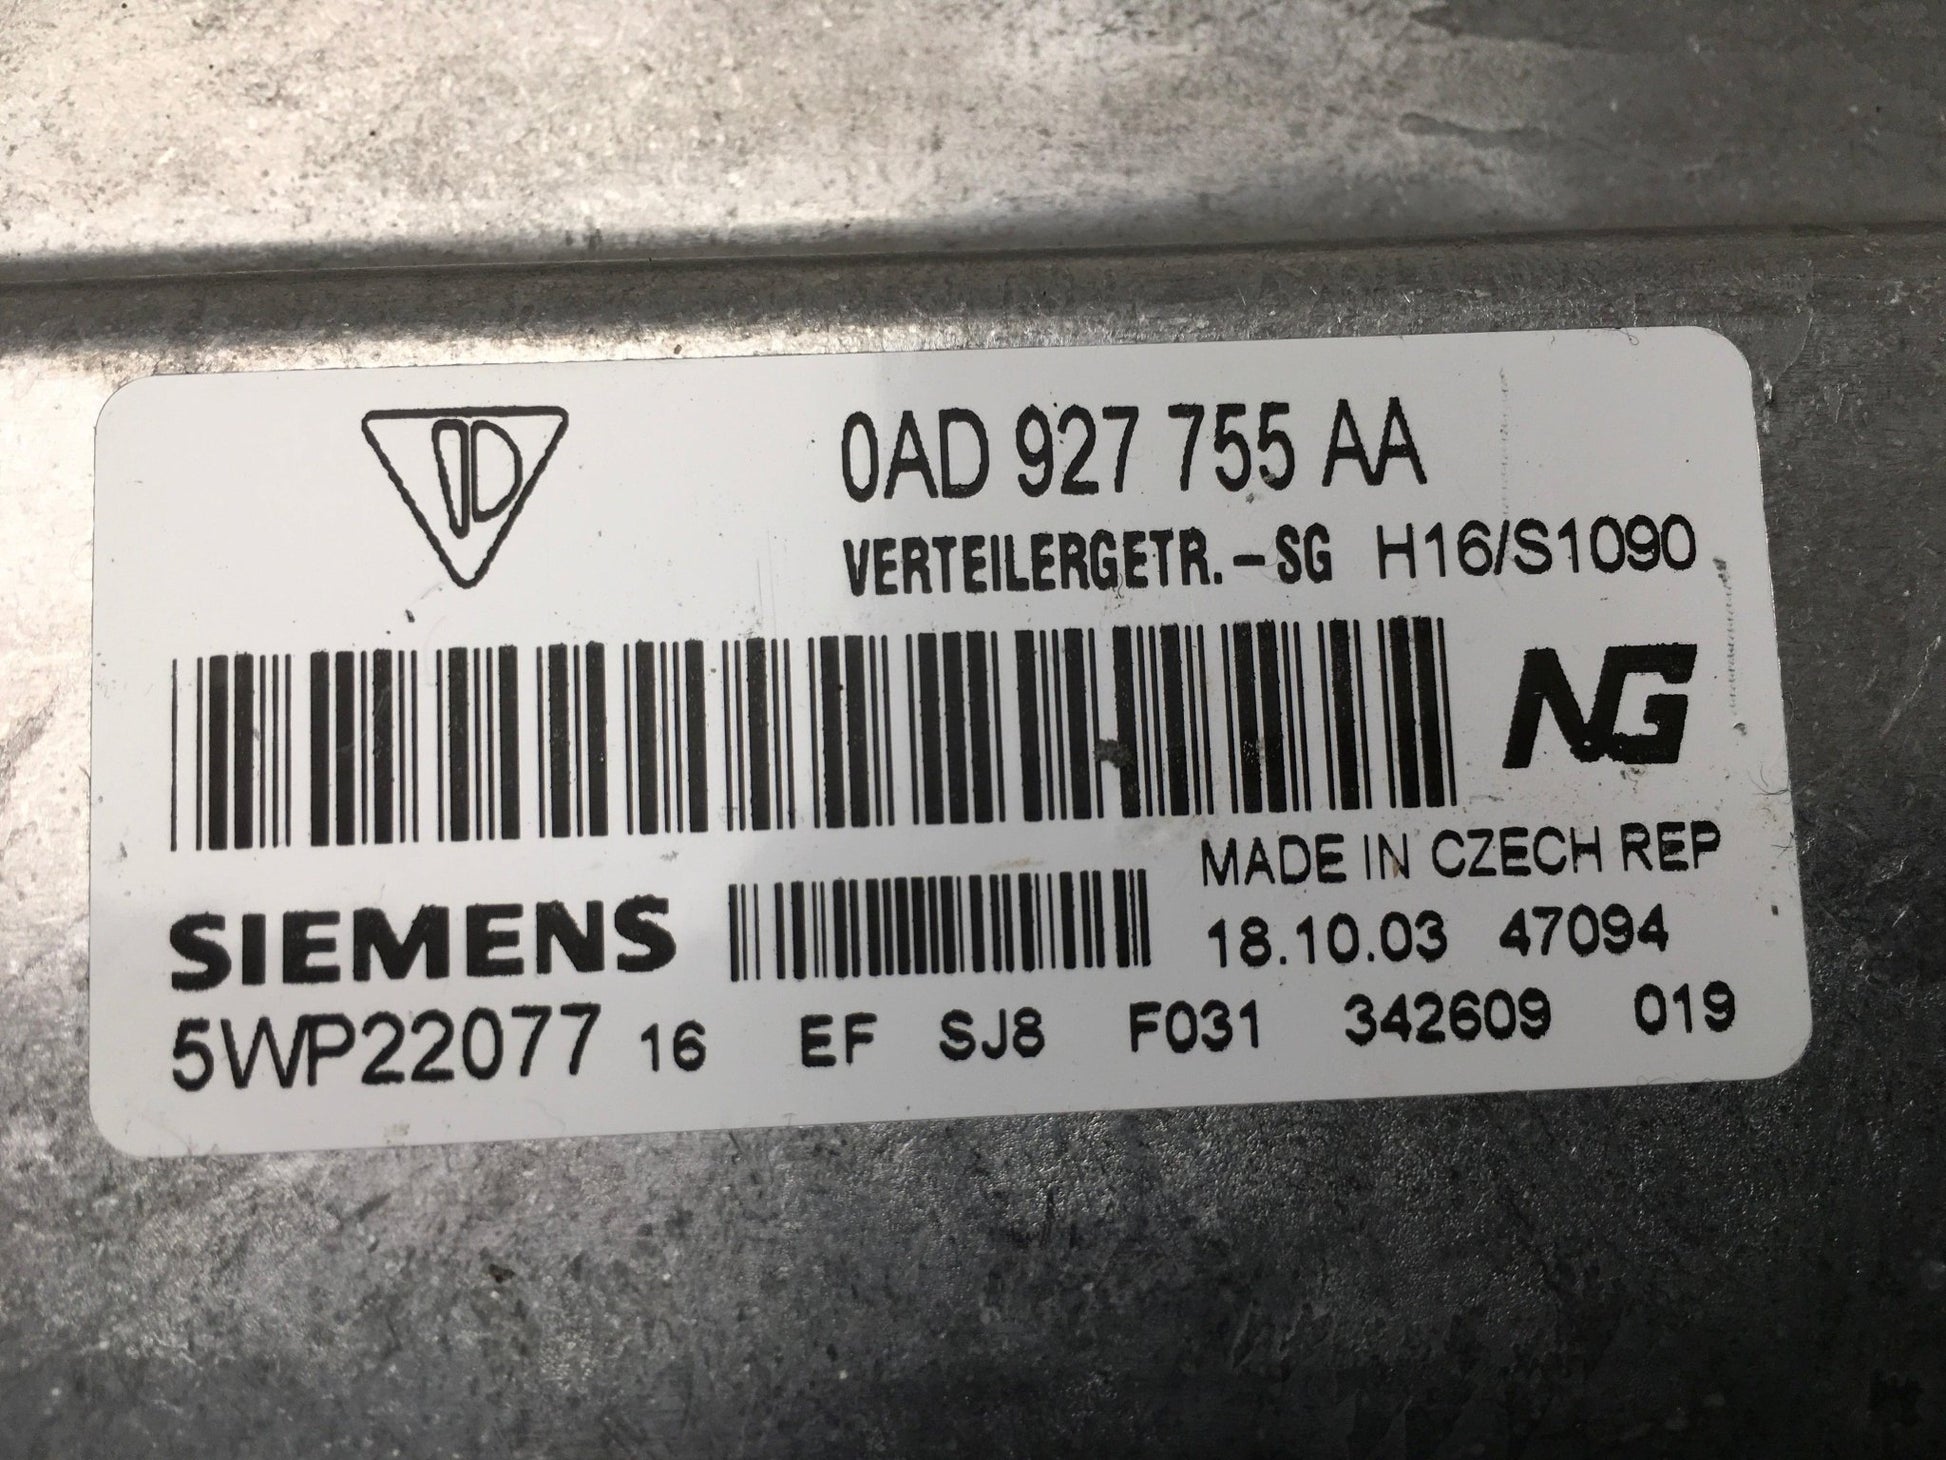 0AD 927 755 AA
VERTEILERGETR.-SG H16/S1090
NG
MADE IN CZECH REP
SIEMENS 18.10.03 47094
5WP22077 16 EF SJ8 F031 342609 019